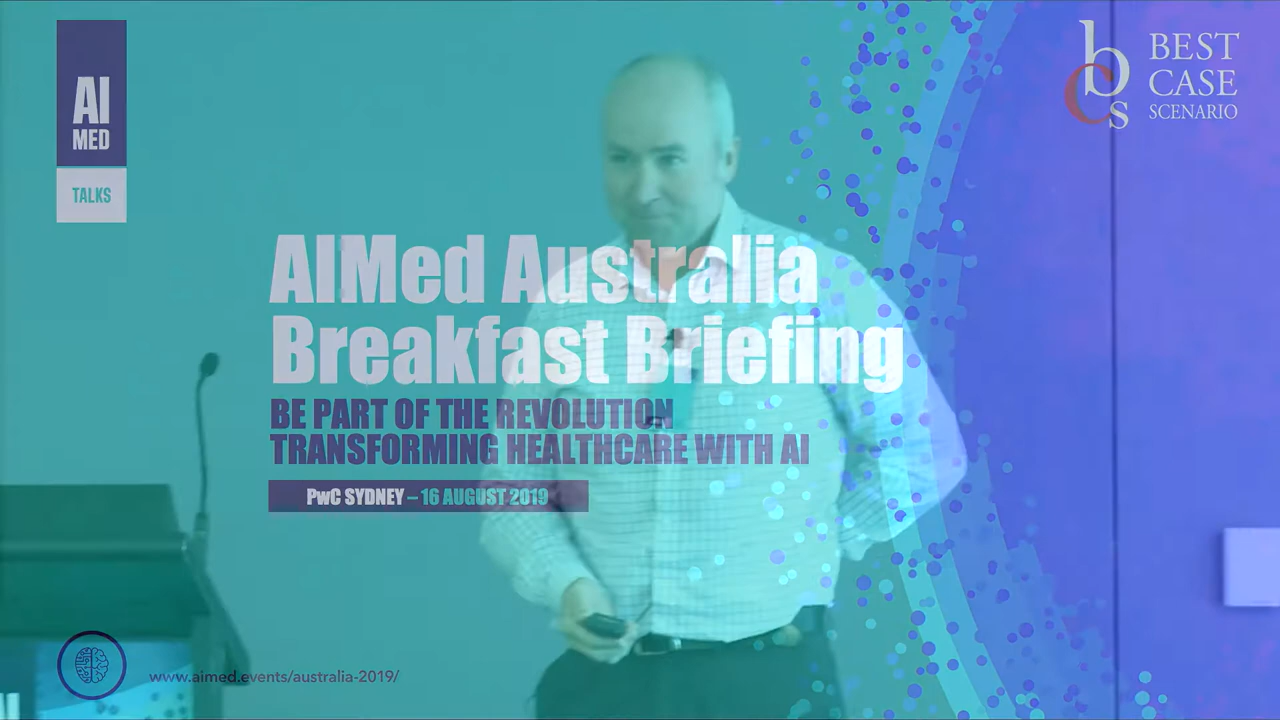 AI
MED
TALKS
bcs
BEST
CASE
SCENARIO
AIMed Australia
Breakfast Briefing
BE PART OF THE REVOLUTION
TRANSFORMING HEALTHCARE WITH AI
PwC SYDNEY – 16 AUGUST 2019
www.aimed.events/australia-2019/